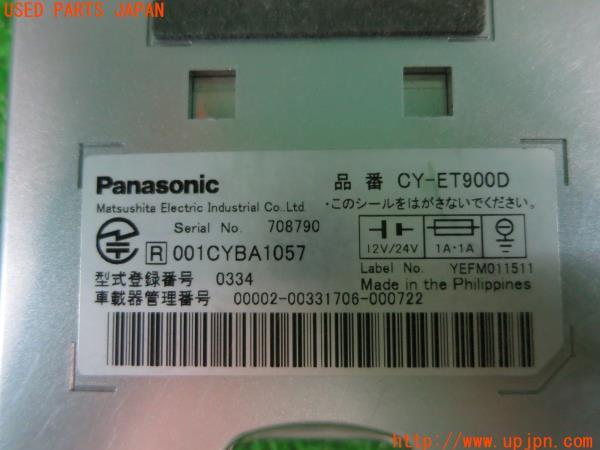 USED PARTS JAPAN
Panasonic
品番 CY-ET900D
Matsushita Electric Industrial Co.,Ltd.
・このシールをはがさないでください。
Serial No. 708790
R 001CYBA1057
12V/24V 1A・1A
型式登録番号 0334
Label No. YEFM011511
車載器管理番号 00002-00331706-000722
Made in the Philippines
http://www.upjpn.com